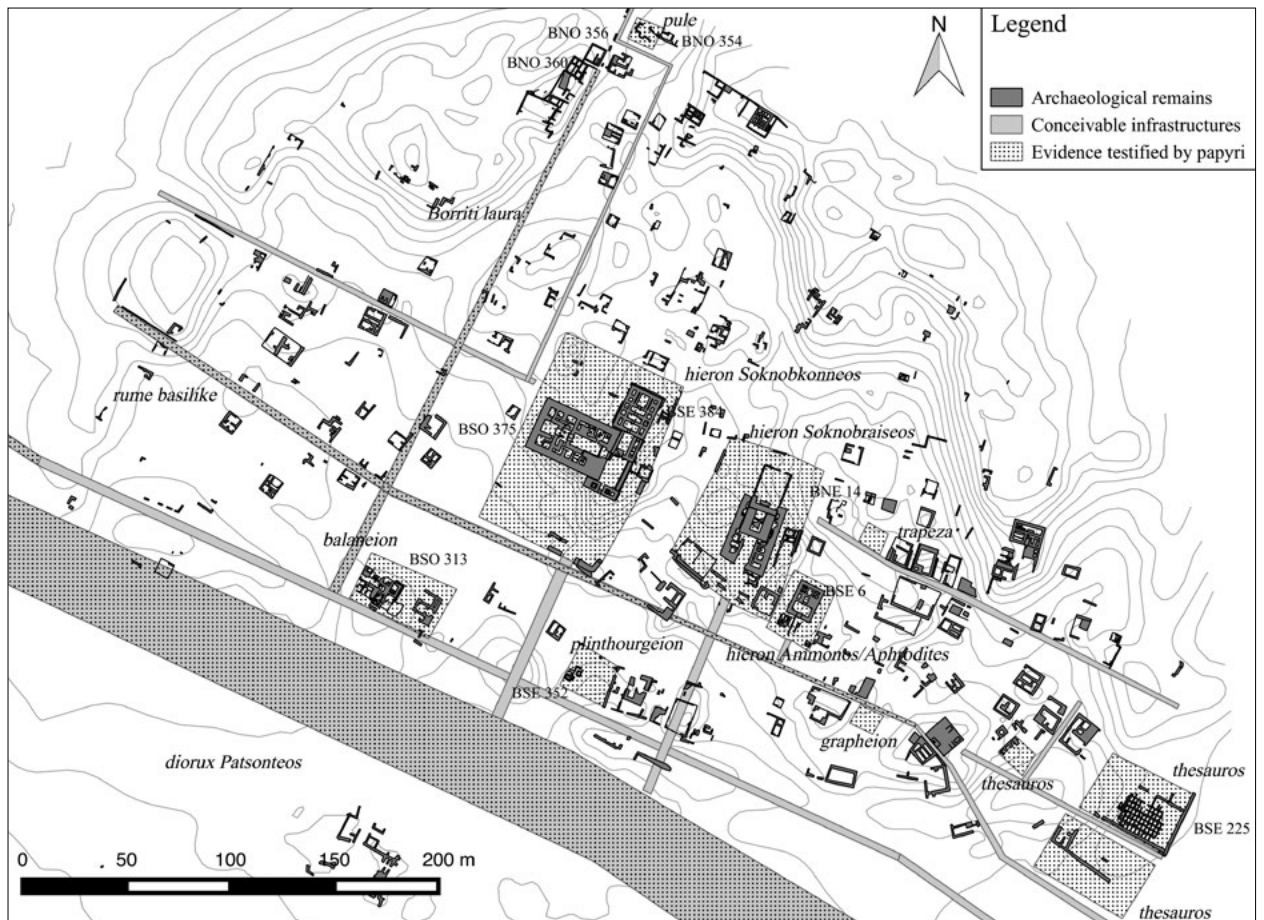 pule
BNO 356
BNO 354
BNO 360
N
Legend
Archaeological remains
Conceivable infrastructures
Evidence testified by papyri
Borriti laura
hieron Soknobkonneos
rume basilike
BSE 384
BSO 375
hieron Soknobraiseos
BNE 14
trapeza
balaneion
BSO 313
BSE 6
plinthourgeion
hieron Ammonos/Aphrodites
BSE 352
grapheion
diorux Patsonteos
thesauros
thesauros
BSE 225
0 50 100 150 200 m
thesauros